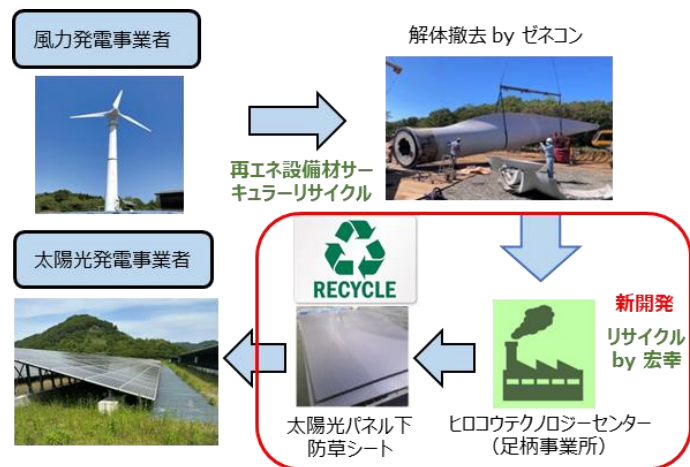 風力発電事業者
解体撤去 by ゼネコン
再エネ設備材サー
キュラーリサイクル
太陽光発電事業者
RECYCLE
新開発
リサイクル
by 宏幸
太陽光パネル下
防草シート
ヒロコウテクノロジーセンター
（足柄事業所）